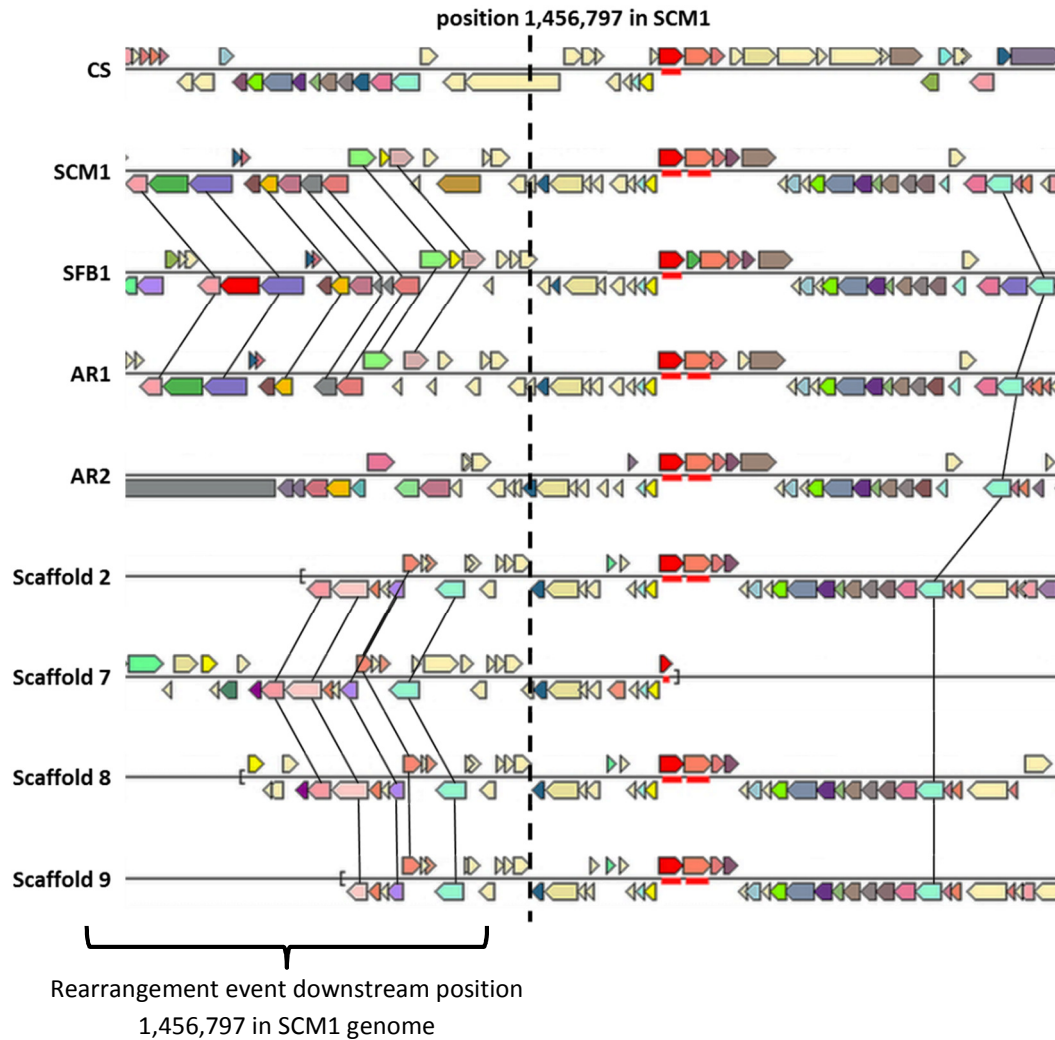 position 1,456,797 in SCM1
CS
SCM1
SFB1
AR1
AR2
Scaffold 2
Scaffold 7
Scaffold 8
Scaffold 9
Rearrangement event downstream position
1,456,797 in SCM1 genome